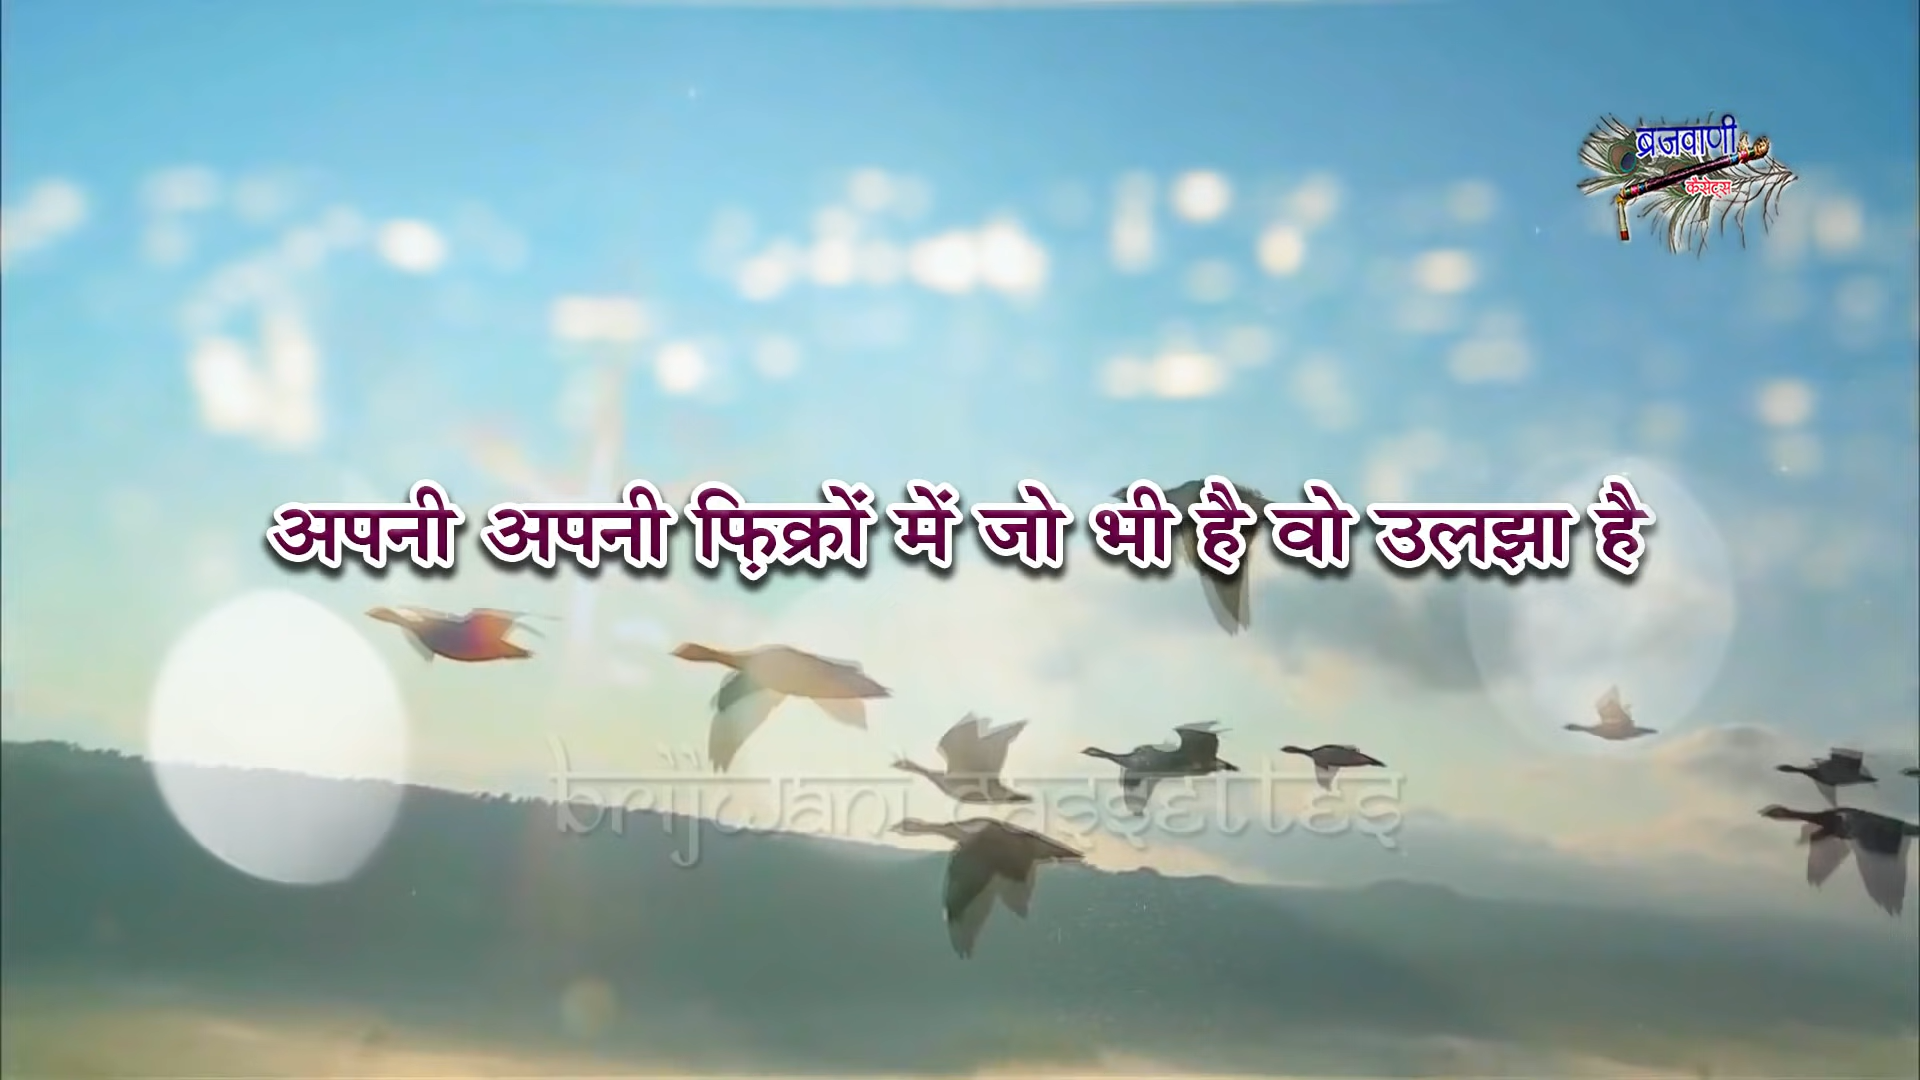 ब्रजवाणी
कैसेट्स
अपनी अपनी फ़िक्रों में जो भी है वो उलझा है
brijwani cassettes